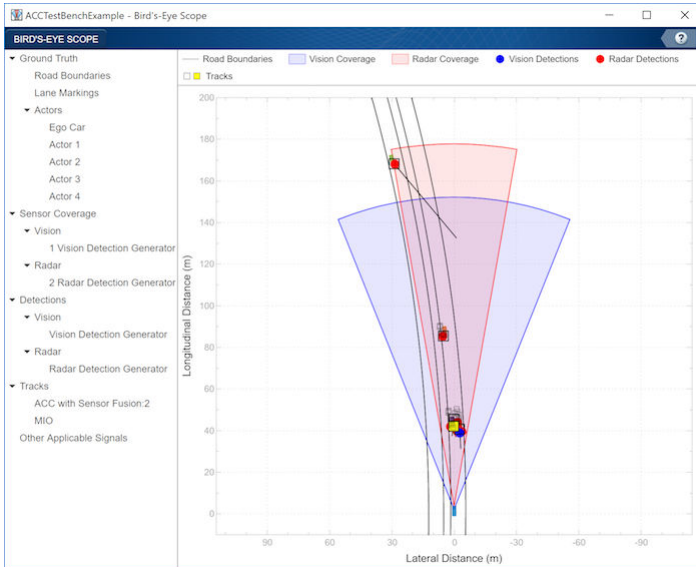 ACCTestBenchExample - Bird's-Eye Scope
BIRD'S-EYE SCOPE
?
Ground Truth
Road Boundaries
Lane Markings
Actors
Ego Car
Actor 1
Actor 2
Actor 3
Actor 4
Sensor Coverage
Vision
1 Vision Detection Generator
Radar
2 Radar Detection Generator
Detections
Vision
Vision Detection Generator
Radar
Radar Detection Generator
Tracks
ACC with Sensor Fusion:2
MIO
Other Applicable Signals
Road Boundaries Vision Coverage Radar Coverage Vision Detections Radar Detections
Tracks
200
180
160
140
120
100
80
60
40
20
0
Longitudinal Distance (m)
90 60 30 0 -30 -60 -90
Lateral Distance (m)